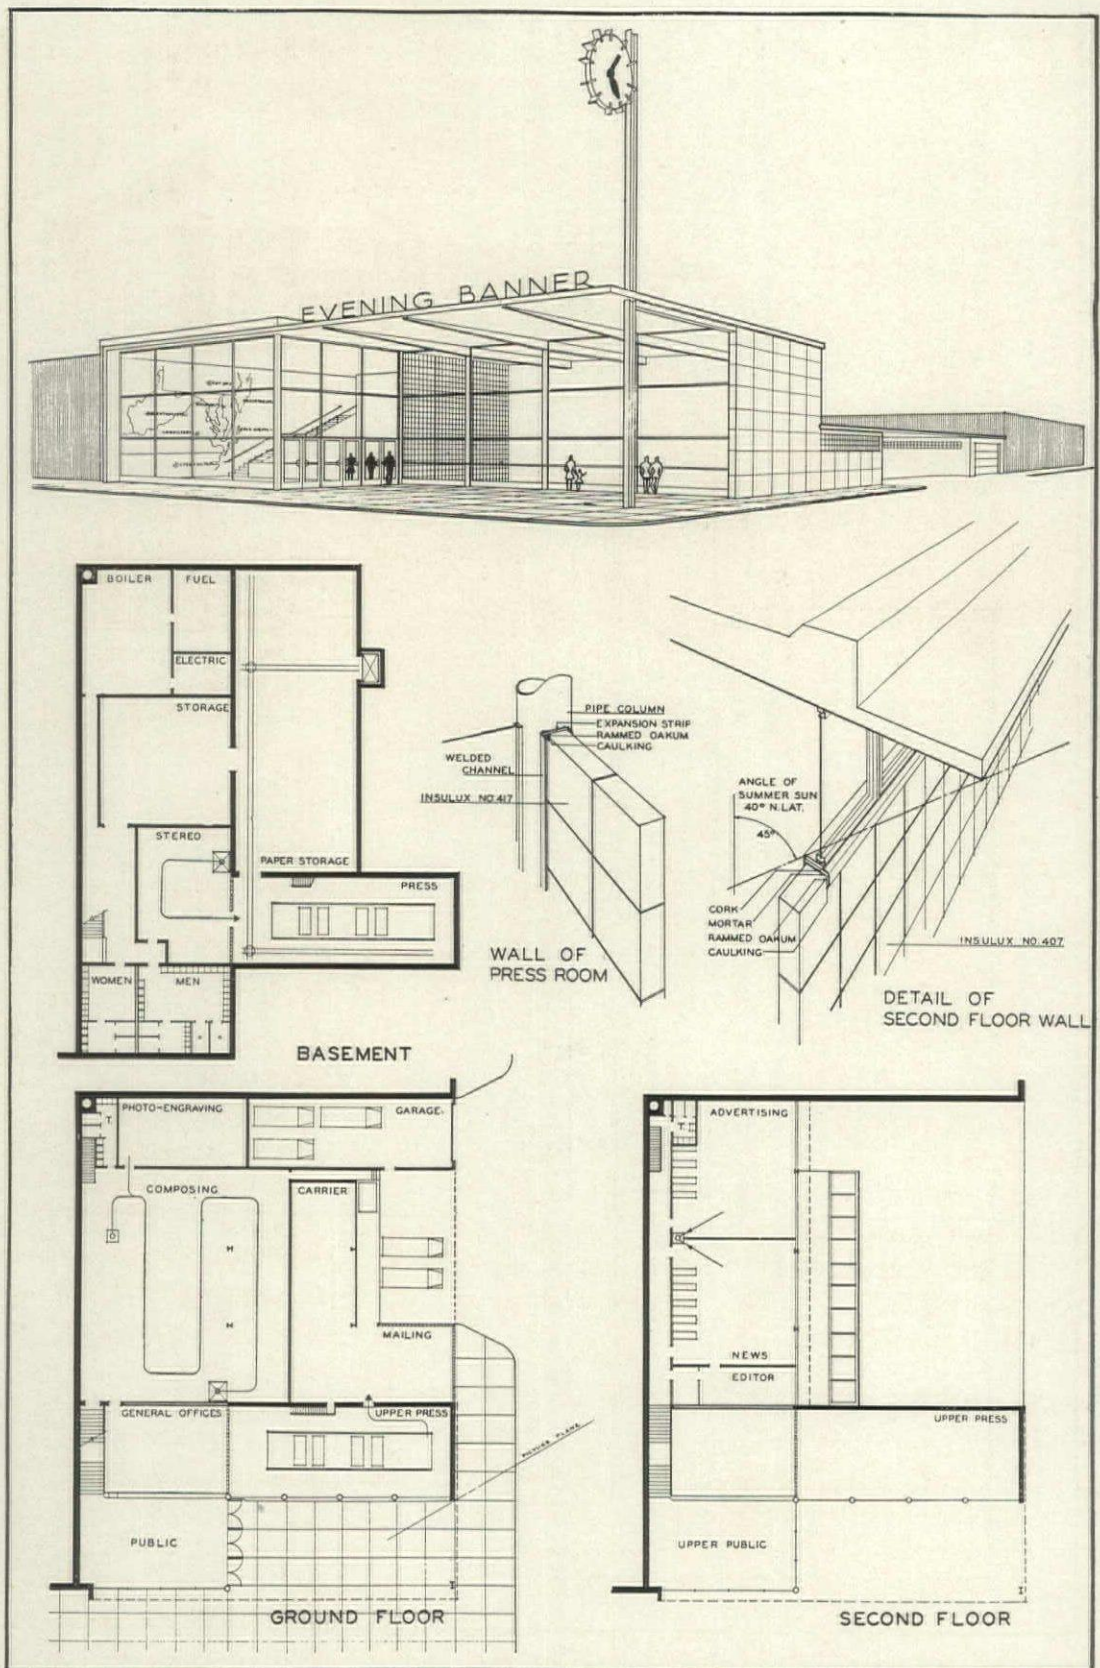 EVENING BANNER
BOILER
FUEL
ELECTRIC
STORAGE
STERED
PAPER STORAGE
PRESS
WOMEN
MEN
BASEMENT
PIPE COLUMN
EXPANSION STRIP
RAMMED OAKUM
CAULKING
WELDED
CHANNEL
INSULUX NO.417
WALL OF
PRESS ROOM
ANGLE OF
SUMMER SUN
40° N.LAT.
45°
CORK
MORTAR
RAMMED OAKUM
CAULKING
INSULUX NO.407
DETAIL OF
SECOND FLOOR WALL
PHOTO-ENGRAVING
T.
GARAGE
COMPOSING
CARRIER
MAILING
GENERAL OFFICES
UPPER PRESS
PICTURE PLANE
PUBLIC
GROUND FLOOR
ADVERTISING
T.
NEWS
EDITOR
UPPER PRESS
UPPER PUBLIC
SECOND FLOOR